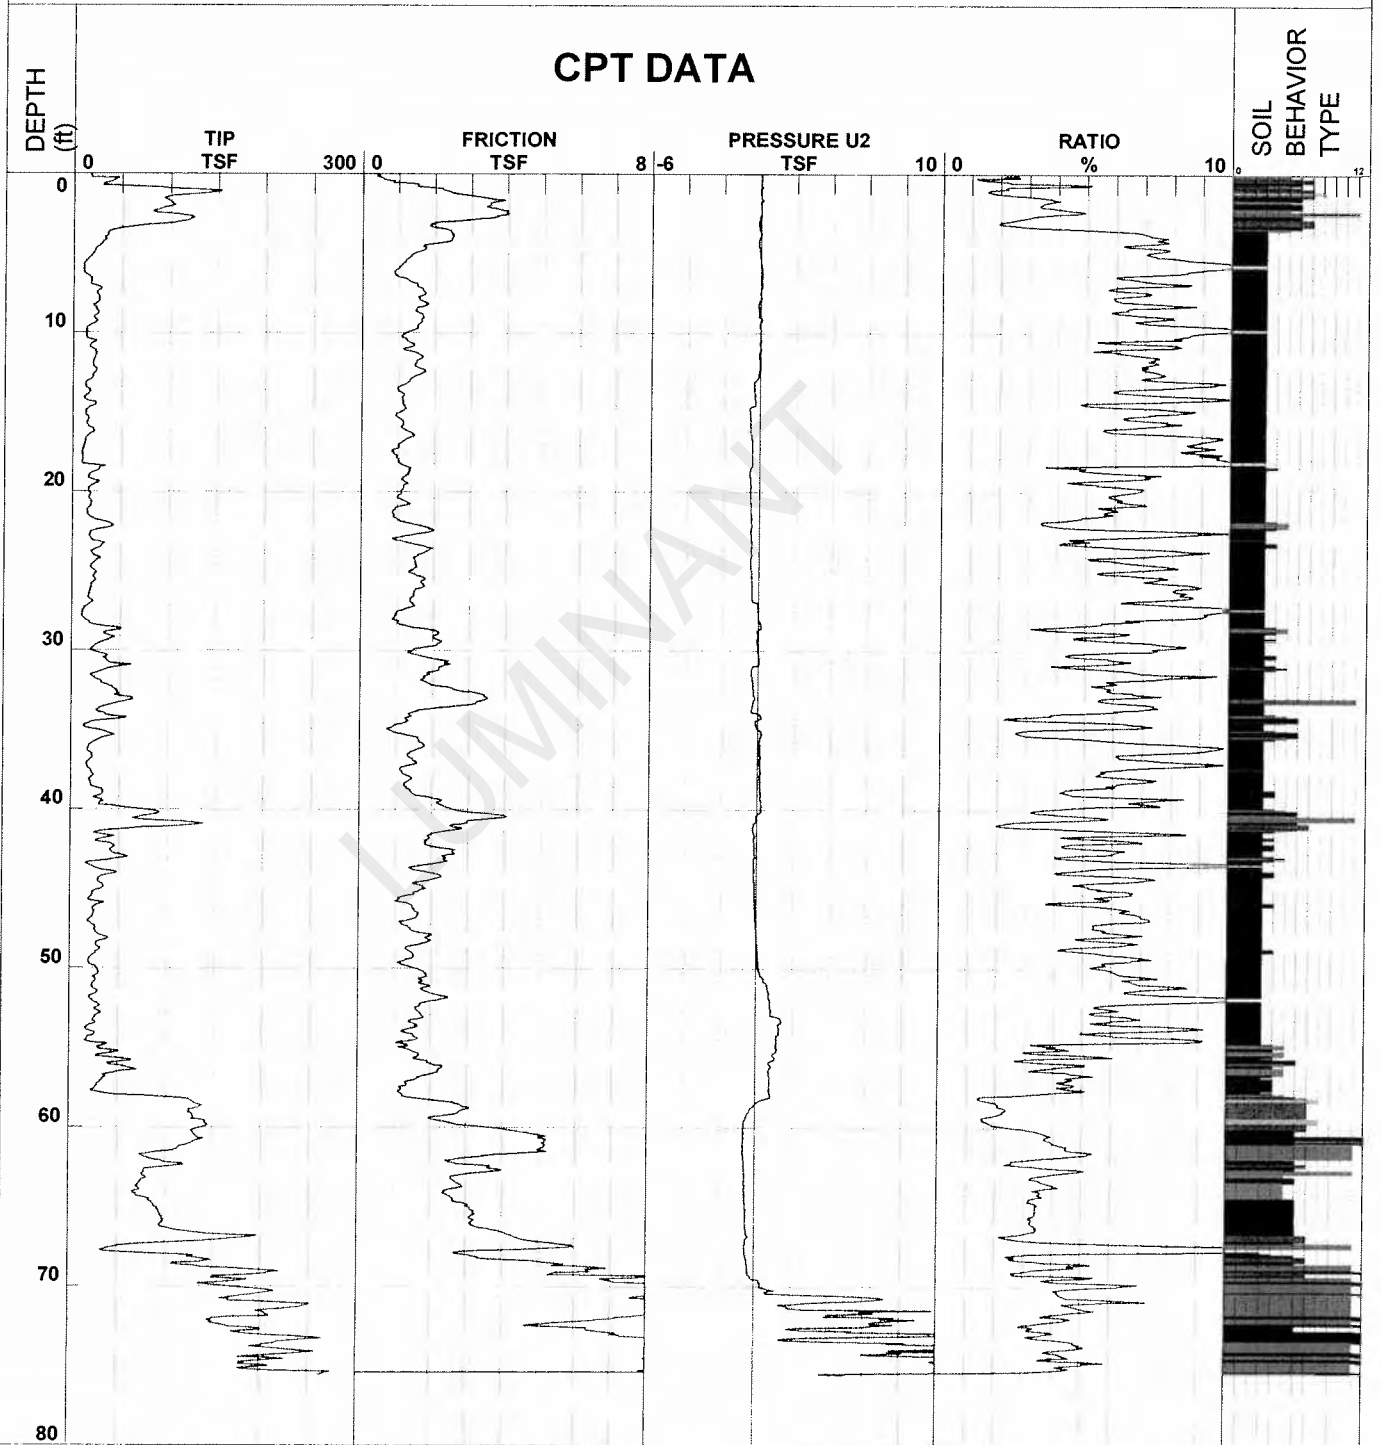 CPT DATA
DEPTH
(ft)
TIP
TSF
0 300
FRICTION
TSF
0 8
PRESSURE U2
TSF
-6 10
RATIO
%
0 10
SOIL
BEHAVIOR
TYPE
0 12
0
10
20
30
40
50
60
70
80
LUMINANT